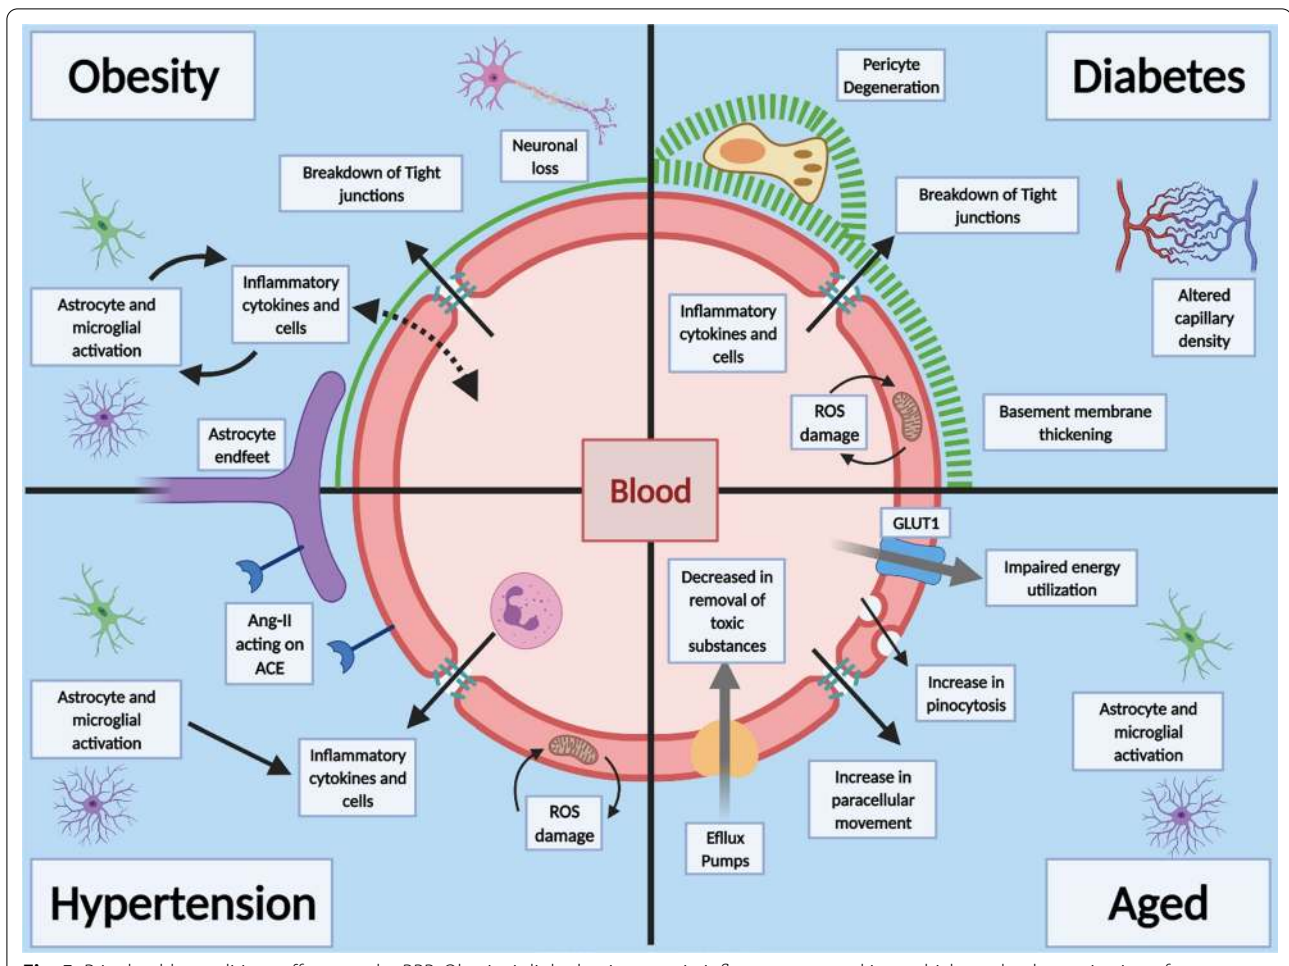 Obesity
Neuronal
loss
Breakdown of Tight
junctions
Inflammatory
cytokines and
cells
Astrocyte and
microglial
activation
Astrocyte
endfeet
Diabetes
Pericyte
Degeneration
Breakdown of Tight
junctions
Altered
capillary
density
Inflammatory
cytokines and
cells
ROS
damage
Basement membrane
thickening
Blood
Ang-II
acting on
ACE
Astrocyte and
microglial
activation
Inflammatory
cytokines and
cells
ROS
damage
Hypertension
GLUT1
Impaired energy
utilization
Decreased in
removal of
toxic
substances
Increase in
pinocytosis
Astrocyte and
microglial
activation
Increase in
paracellular
movement
Efllux
Pumps
Aged